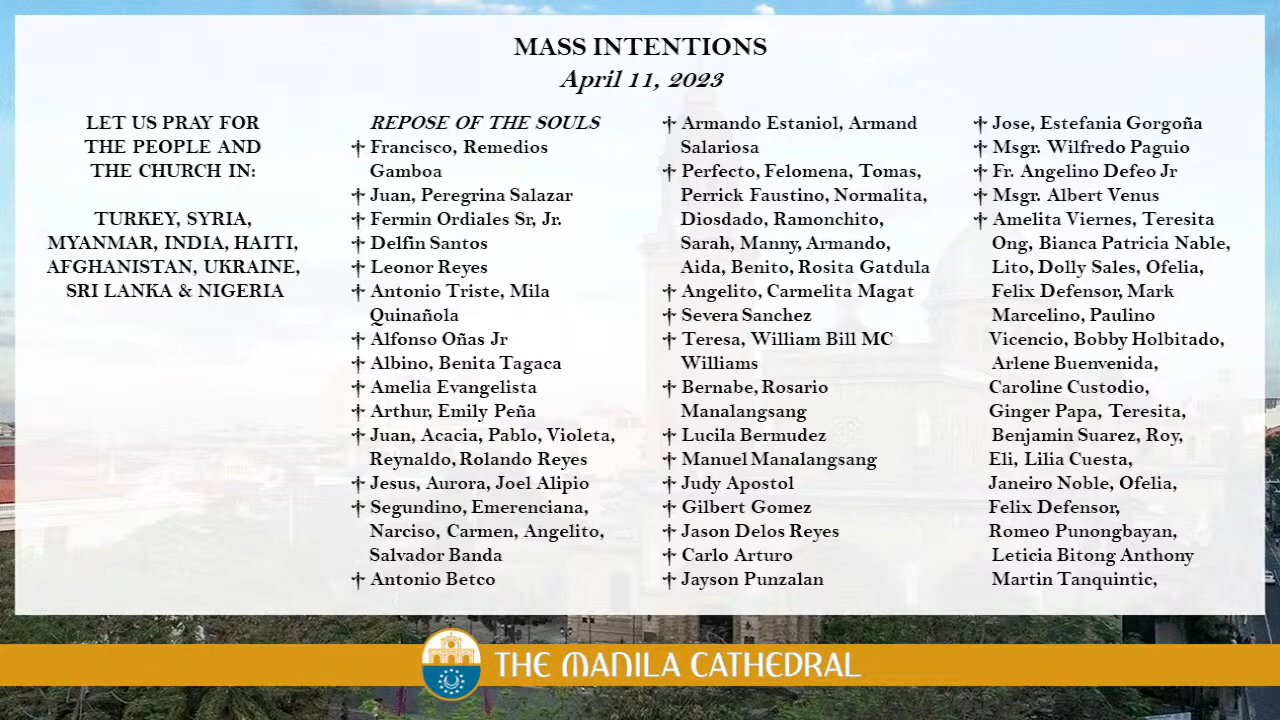 MASS INTENTIONS
April 11, 2023
LET US PRAY FOR
THE PEOPLE AND
THE CHURCH IN:
TURKEY, SYRIA,
MYANMAR, INDIA, HAITI,
AFGHANISTAN, UKRAINE,
SRI LANKA & NIGERIA
REPOSE OF THE SOULS
✝ Francisco, Remedios
Gamboa
✝ Juan, Peregrina Salazar
✝ Fermin Ordiales Sr, Jr.
✝ Delfin Santos
✝ Leonor Reyes
✝ Antonio Triste, Mila
Quinañola
✝ Alfonso Oñas Jr
✝ Albino, Benita Tagaca
✝ Amelia Evangelista
✝ Arthur, Emily Peña
✝ Juan, Acacia, Pablo, Violeta,
Reynaldo, Rolando Reyes
✝ Jesus, Aurora, Joel Alipio
✝ Segundino, Emerenciana,
Narciso, Carmen, Angelito,
Salvador Banda
✝ Antonio Betco
✝ Armando Estaniol, Armand
Salariosa
✝ Perfecto, Felomena, Tomas,
Perrick Faustino, Normalita,
Diosdado, Ramonchito,
Sarah, Manny, Armando,
Aida, Benito, Rosita Gatdula
✝ Angelito, Carmelita Magat
✝ Severa Sanchez
✝ Teresa, William Bill MC
Williams
✝ Bernabe, Rosario
Manalangsang
✝ Lucila Bermudez
✝ Manuel Manalangsang
✝ Judy Apostol
✝ Gilbert Gomez
✝ Jason Delos Reyes
✝ Carlo Arturo
✝ Jayson Punzalan
✝ Jose, Estefania Gorgoña
✝ Msgr. Wilfredo Paguio
✝ Fr. Angelino Defeo Jr
✝ Msgr. Albert Venus
✝ Amelita Viernes, Teresita
Ong, Bianca Patricia Nable,
Lito, Dolly Sales, Ofelia,
Felix Defensor, Mark
Marcelino, Paulino
Vicencio, Bobby Holbitado,
Arlene Buenvenida,
Caroline Custodio,
Ginger Papa, Teresita,
Benjamin Suarez, Roy,
Eli, Lilia Cuesta,
Janeiro Noble, Ofelia,
Felix Defensor,
Romeo Punongbayan,
Leticia Bitong Anthony
Martin Tanquintic,
THE MANILA CATHEDRAL